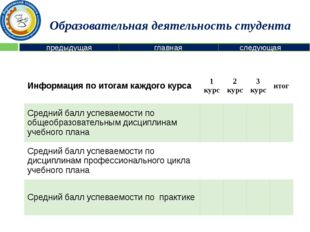 Образовательная деятельность студента
предыдущая главная следующая
Информация по итогам каждого курса 1 курс 2 курс 3 курс итог
Средний балл успеваемости по
общеобразовательным дисциплинам
учебного плана
Средний балл успеваемости по
дисциплинам профессионального цикла
учебного плана
Средний балл успеваемости по практике